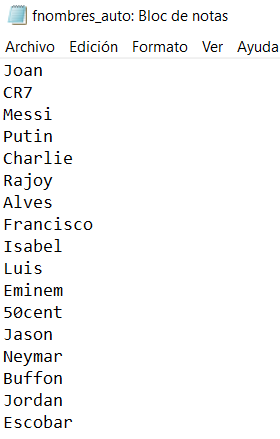 fnombres_auto: Bloc de notas
Archivo Edición Formato Ver Ayuda
Joan
CR7
Messi
Putin
Charlie
Rajoy
Alves
Francisco
Isabel
Luis
Eminem
50cent
Jason
Neymar
Buffon
Jordan
Escobar